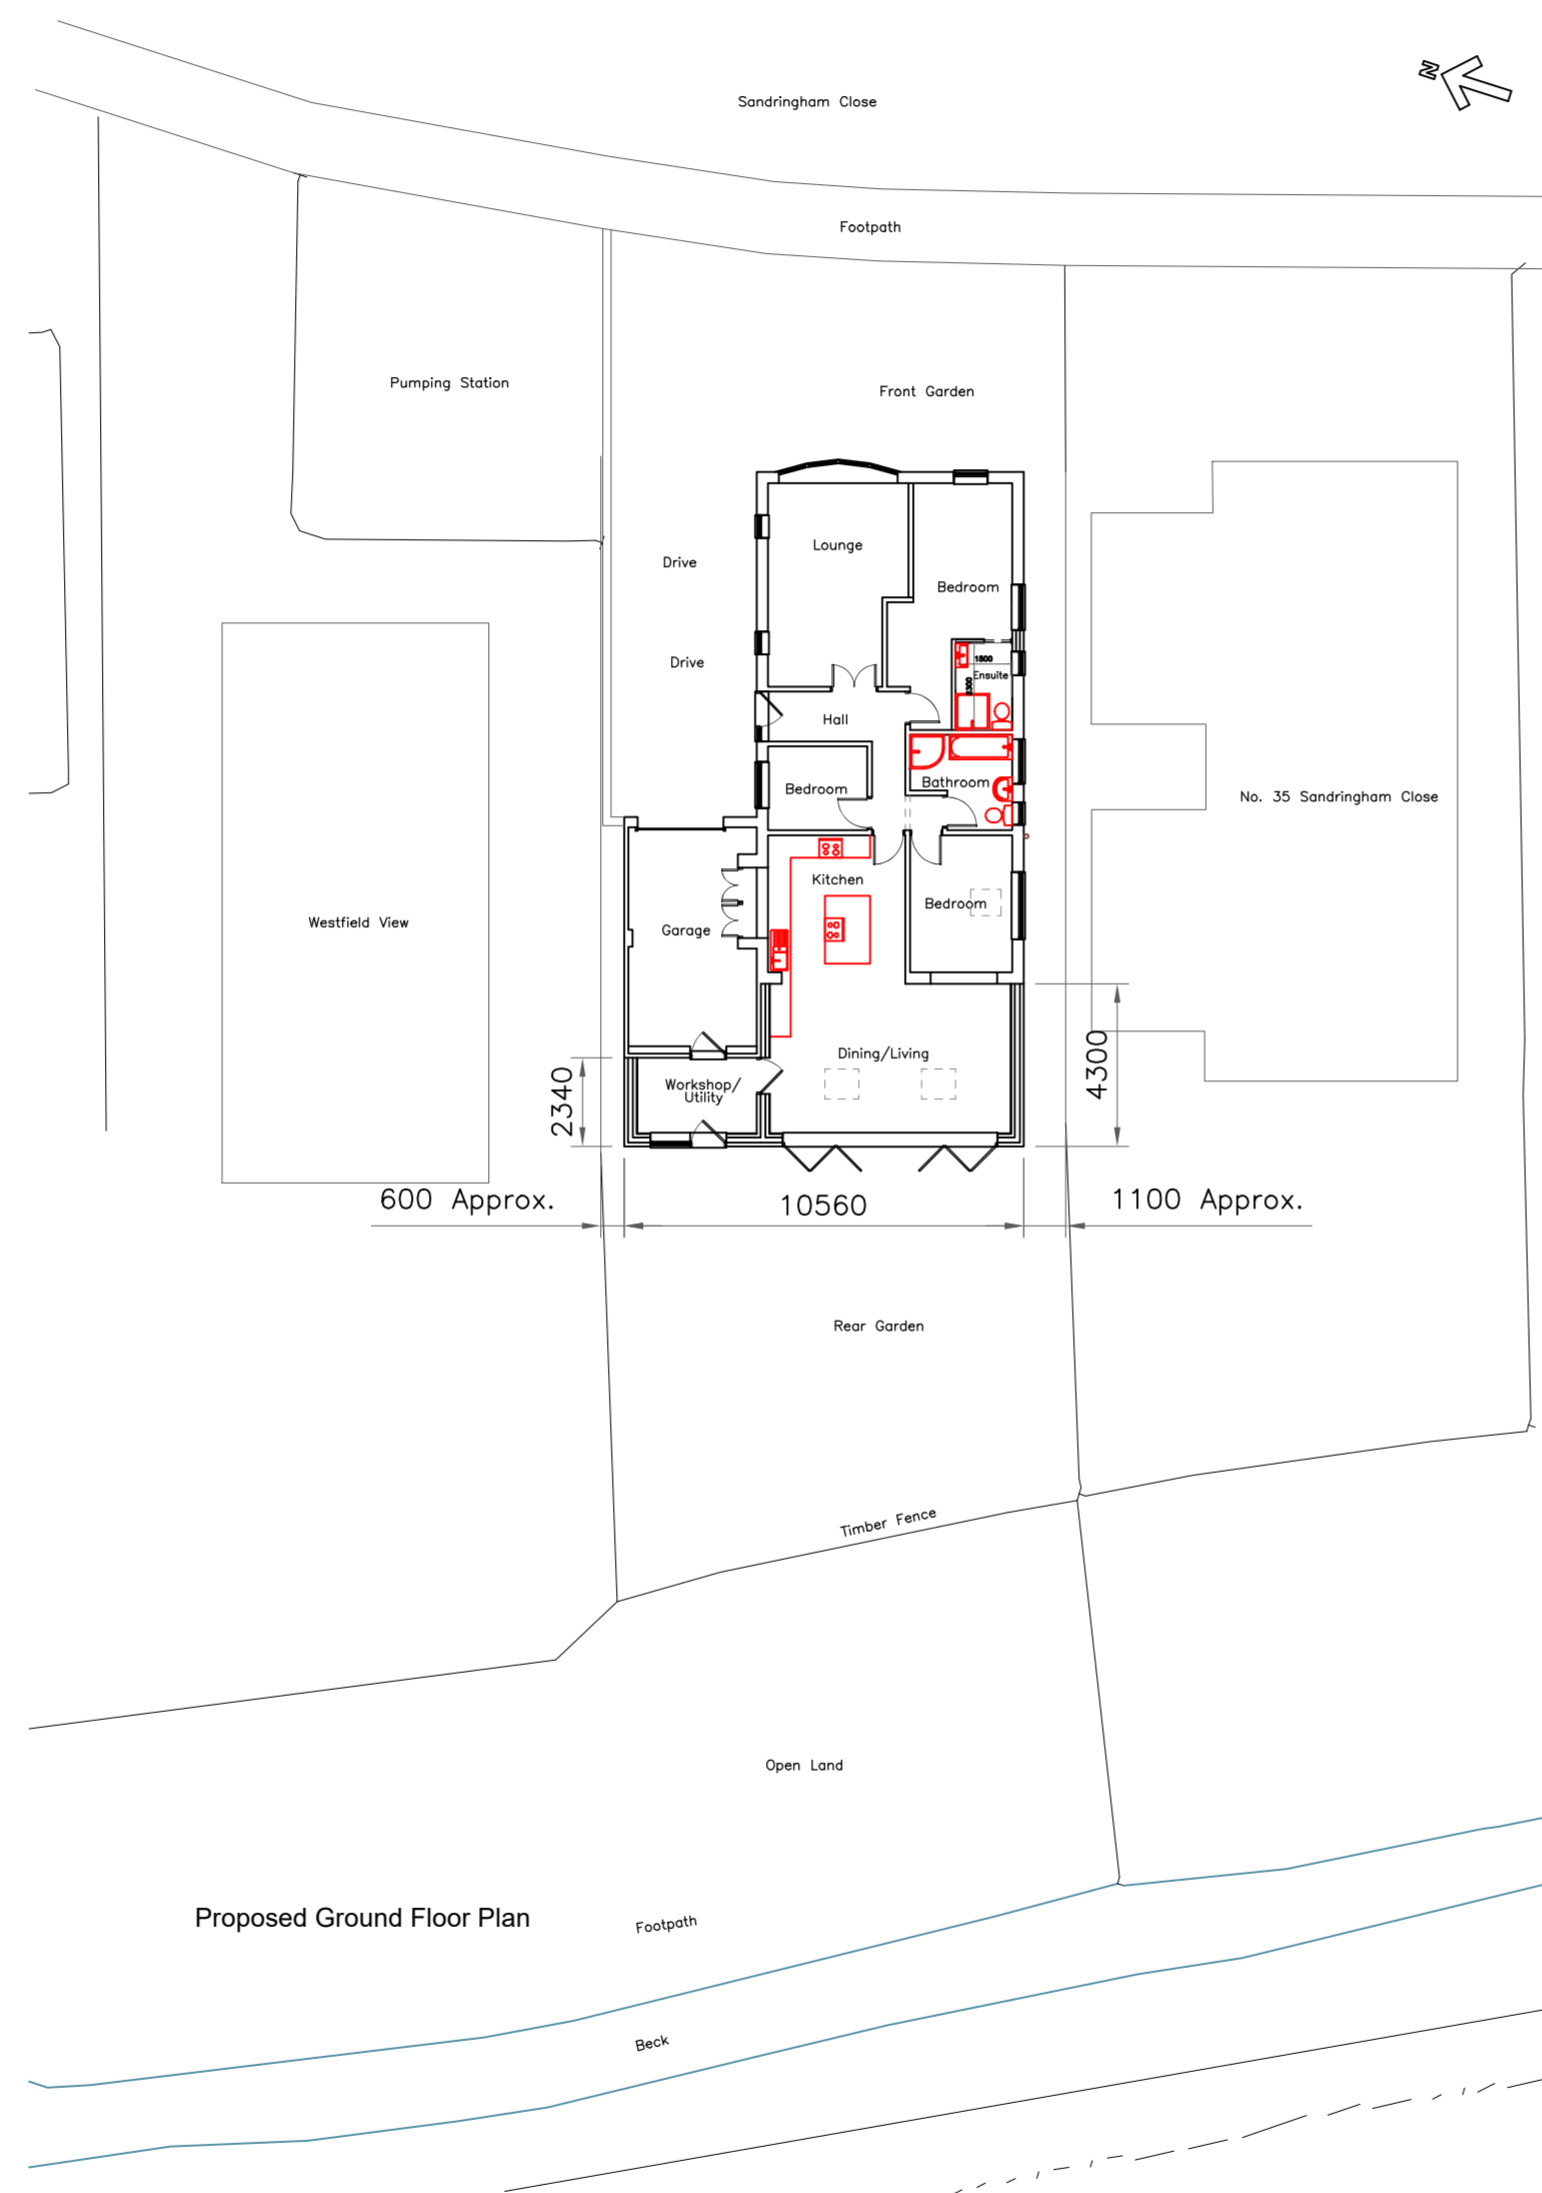 N
Sandringham Close
Footpath
Pumping Station
Front Garden
Lounge
Drive
Bedroom
Drive
1500
Ensuite
2300
Hall
Bathroom
Bedroom
No. 35 Sandringham Close
Kitchen
Bedroom
Westfield View
Garage
Dining/Living
4300
Workshop/
Utility
2340
600 Approx.
10560
1100 Approx.
Rear Garden
Timber Fence
Open Land
Proposed Ground Floor Plan
Footpath
Beck